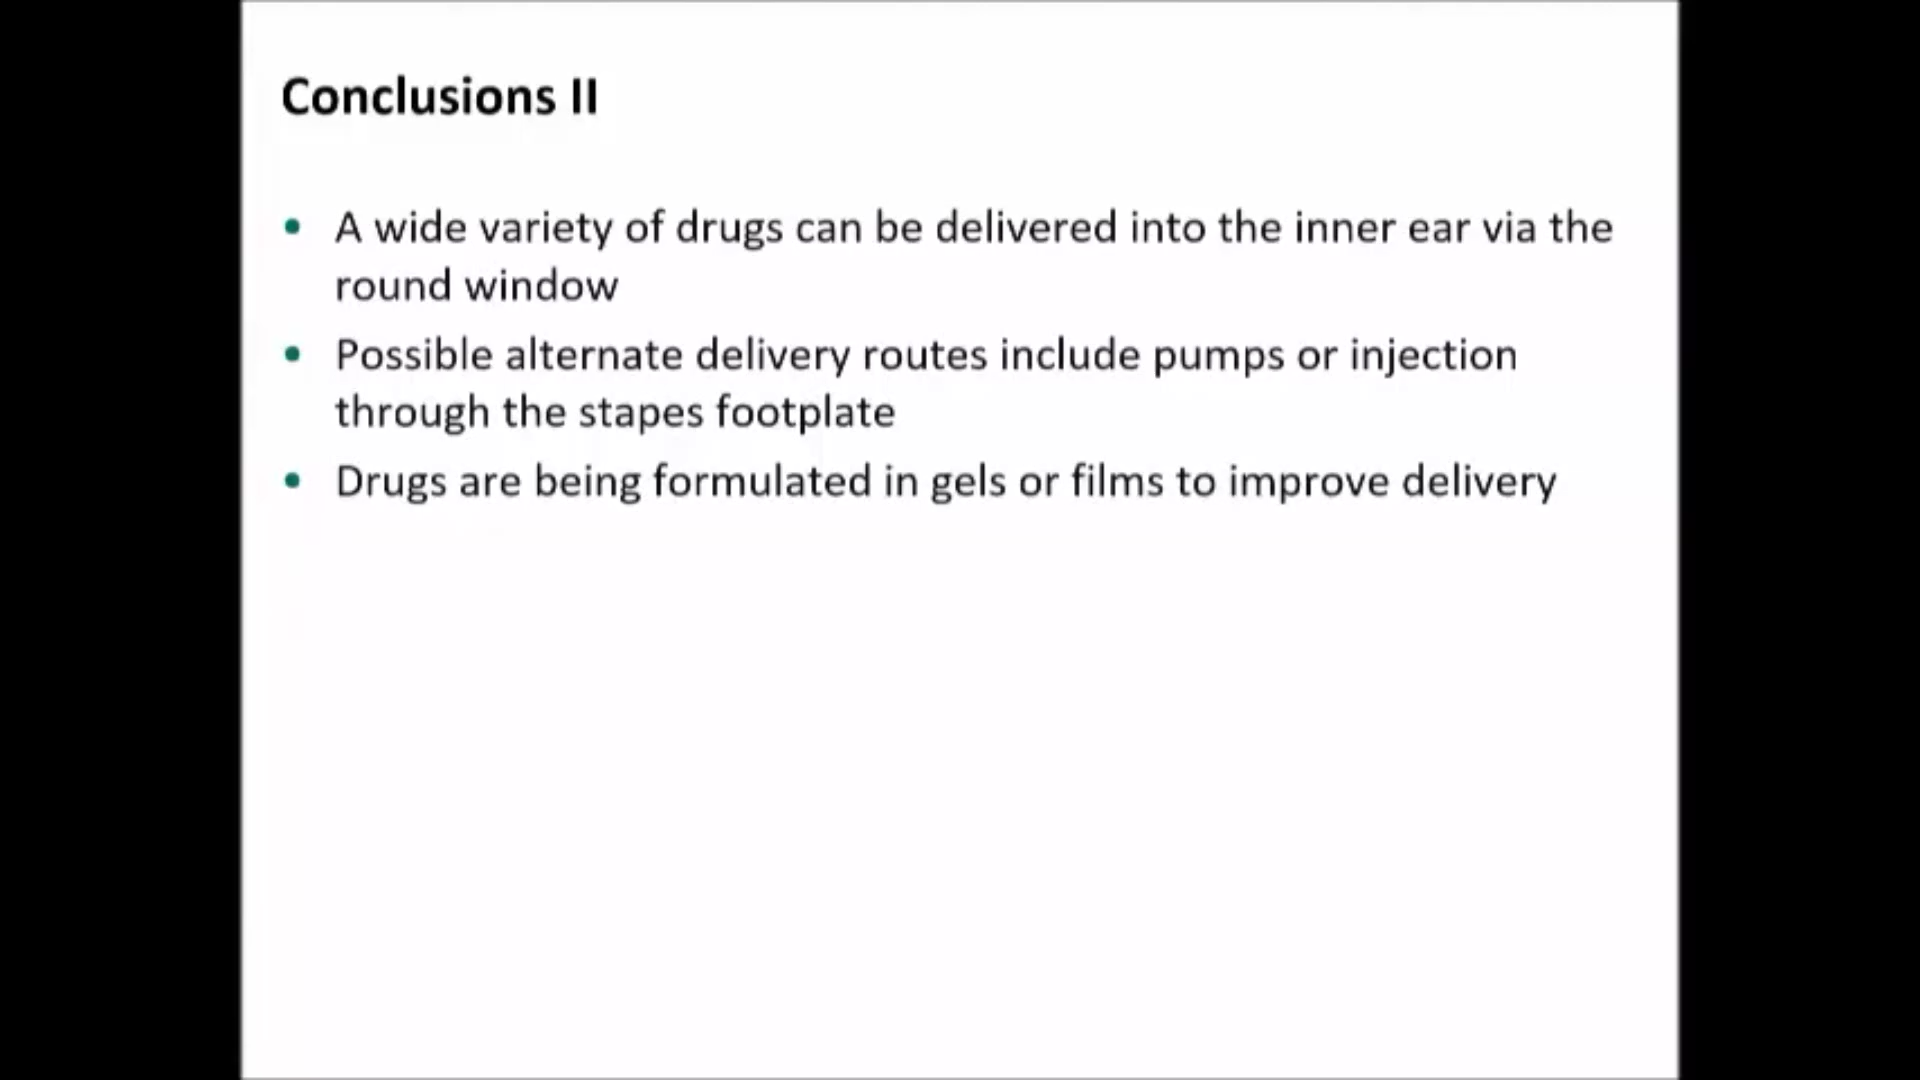 Conclusions II
• A wide variety of drugs can be delivered into the inner ear via the
round window
• Possible alternate delivery routes include pumps or injection
through the stapes footplate
• Drugs are being formulated in gels or films to improve delivery